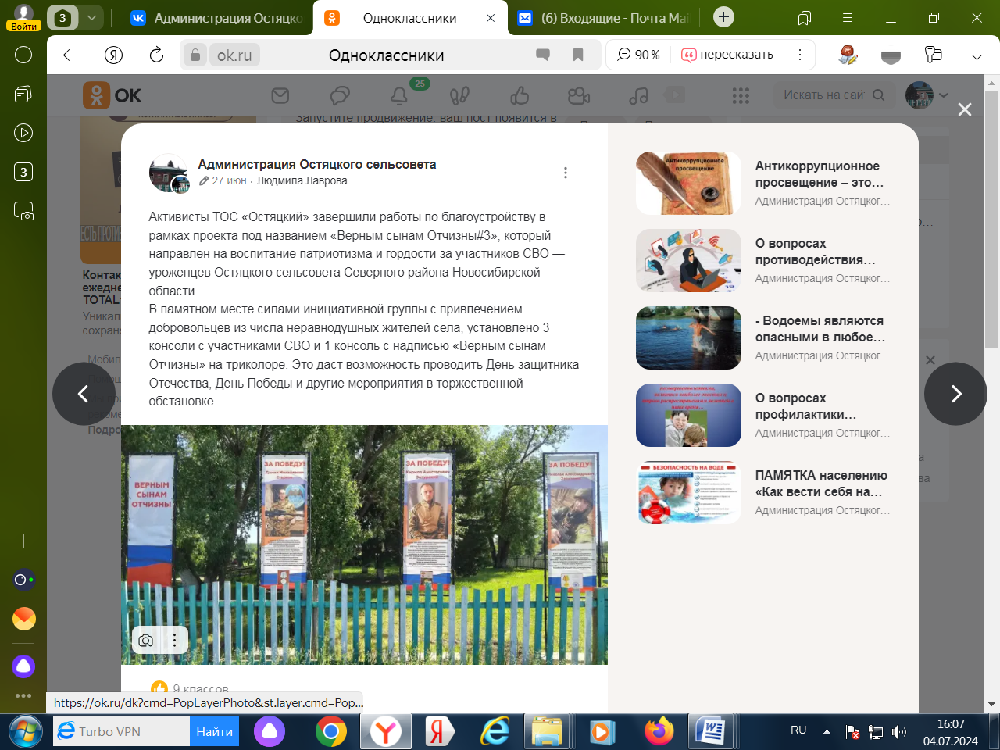 Войти
3
Администрация Остяцко
Одноклассники
(6) Входящие - Почта Mai
ok.ru
Одноклассники
90 %
пересказать
3
OK
25
Искать на сайт
Запустите продвижение. ваш пост появится в
Администрация Остяцкого сельсовета
27 июн · Людмила Лаврова
Активисты ТОС «Остяцкий» завершили работы по благоустройству в
рамках проекта под названием «Верным сынам Отчизны#3», который
направлен на воспитание патриотизма и гордости за участников СВО —
уроженцев Остяцкого сельсовета Северного района Новосибирской
области.
В памятном месте силами инициативной группы с привлечением
добровольцев из числа неравнодушных жителей села, установлено 3
консоли с участниками СВО и 1 консоль с надписью «Верным сынам
Отчизны» на триколоре. Это даст возможность проводить День защитника
Отечества, День Победы и другие мероприятия в торжественной
обстановке.
ВЕРНЫМ
СЫНАМ
ОТЧИЗНЫ
ЗА ПОБЕДУ!
ЗА ПОБЕДУ!
ЗА ПОБЕДУ!
9 классов
Антикоррупционное
просвещение
Антикоррупционное
просвещение – это…
Администрация Остяцког…
О вопросах
противодействия…
Администрация Остяцког…
- Водоемы являются
опасными в любое…
Администрация Остяцког…
О вопросах
профилактики…
Администрация Остяцког…
БЕЗОПАСНОСТЬ НА ВОДЕ
ПАМЯТКА населению
«Как вести себя на…
Администрация Остяцког…
Контак
ежедне
TOTAL
Уникал
сохран
Мобил
Подро
https://ok.ru/dk?cmd=PopLayerPhoto&st.layer.cmd=Pop...
Turbo VPN
Найти
RU
16:07
04.07.2024